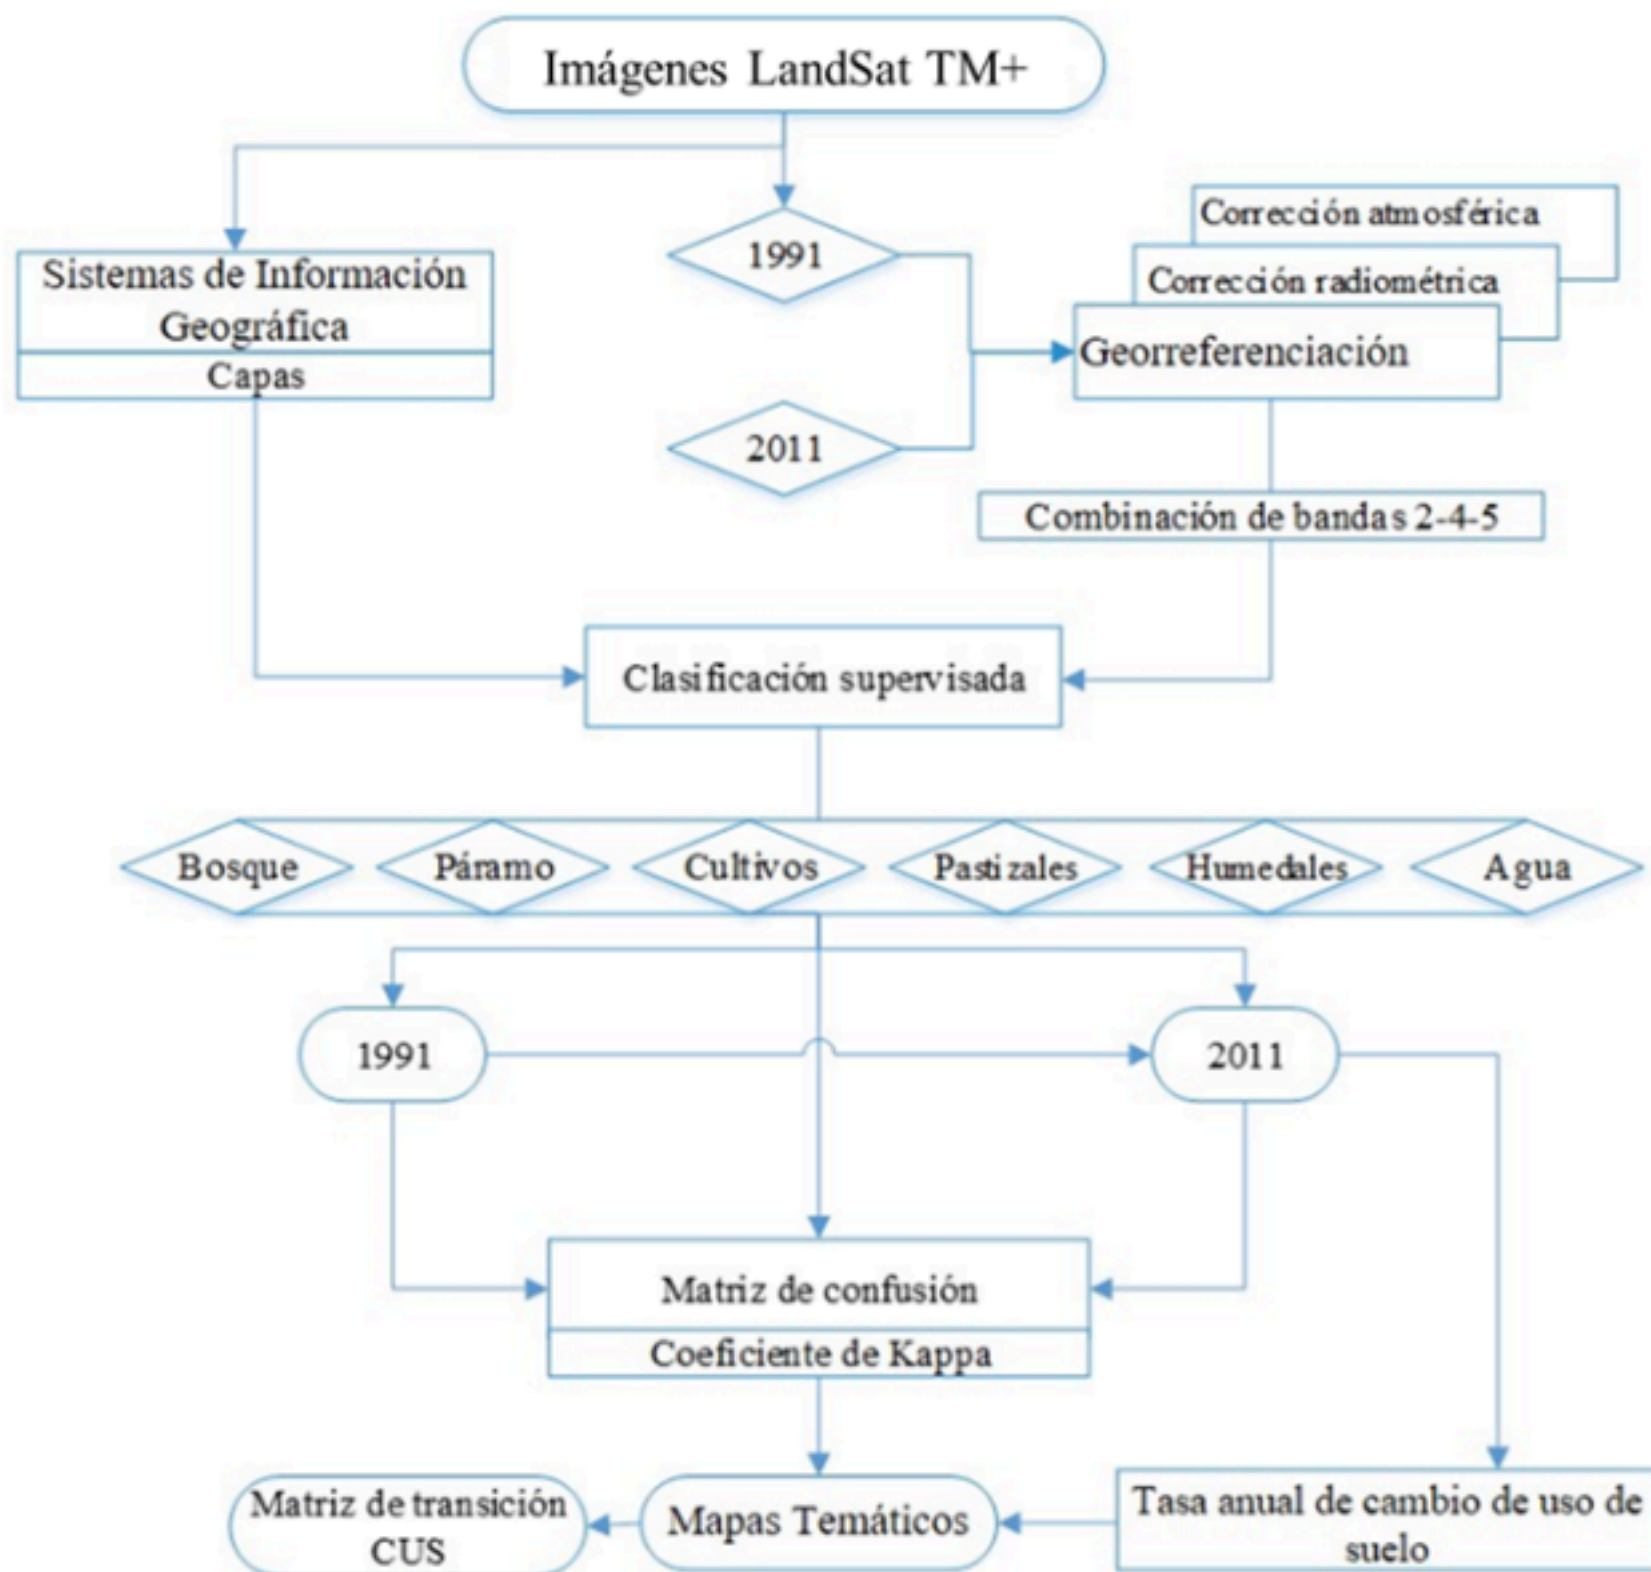 Imágenes LandSat TM+
Sistemas de Información
Geográfica
Capas
1991
2011
Corrección atmosférica
Corrección radiométrica
Georreferenciación
Combinación de bandas 2-4-5
Clasificación supervisada
Bosque
Páramo
Cultivos
Pastizales
Humedales
Agua
1991
2011
Matriz de confusión
Coeficiente de Kappa
Matriz de transición
CUS
Mapas Temáticos
Tasa anual de cambio de uso de
suelo